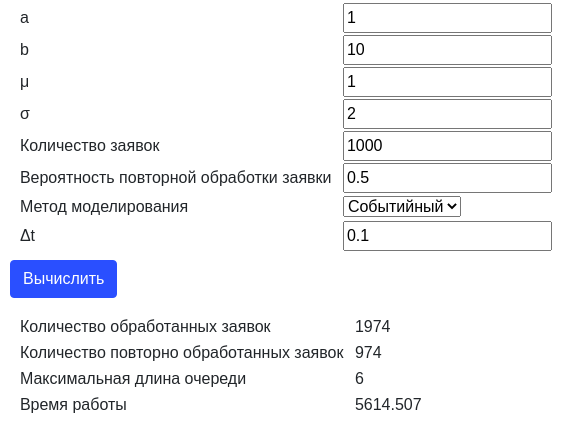 a 1
b 10
μ 1
σ 2
Количество заявок 1000
Вероятность повторной обработки заявки 0.5
Метод моделирования Событийный
Δt 0.1
Вычислить
Количество обработанных заявок 1974
Количество повторно обработанных заявок 974
Максимальная длина очереди 6
Время работы 5614.507